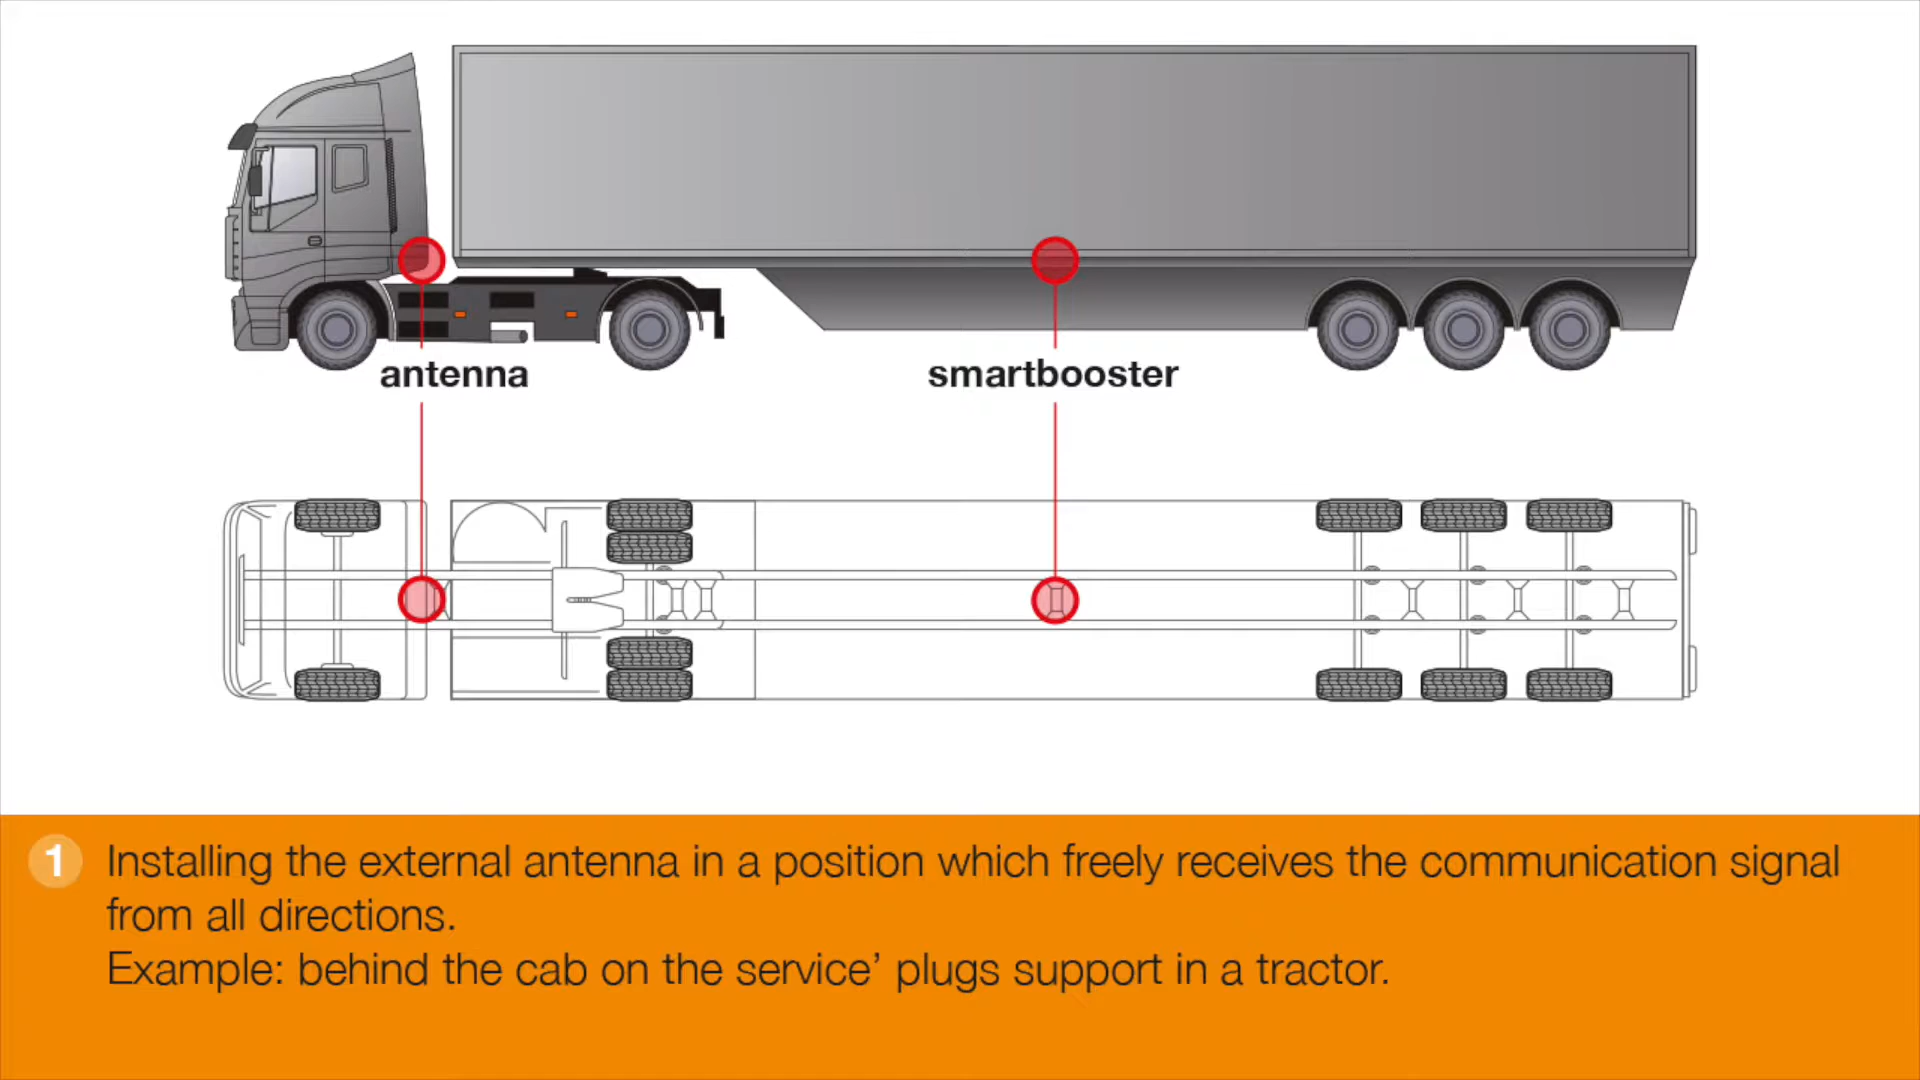 antenna
smartbooster
1
Installing the external antenna in a position which freely receives the communication signal
from all directions.
Example: behind the cab on the service’ plugs support in a tractor.